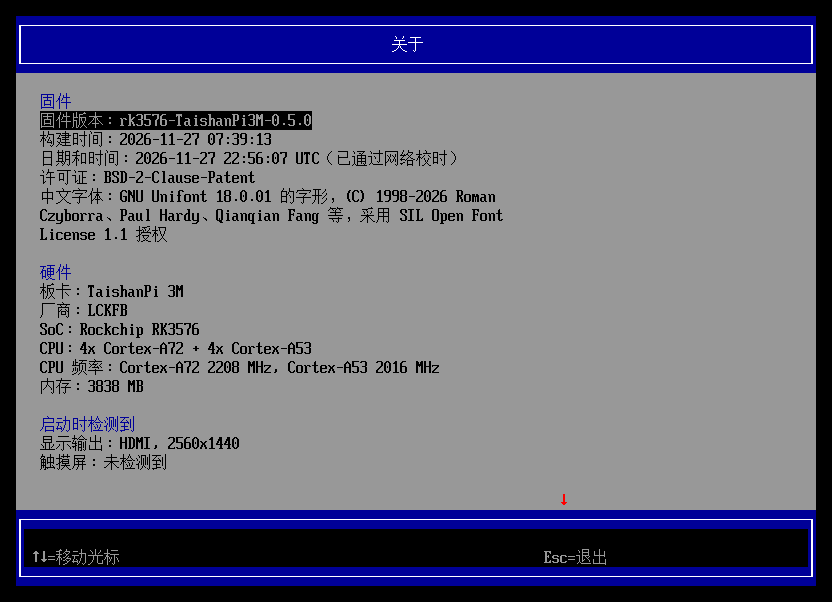 关于
固件
固件版本：rk3576-TaishanPi3M-0.5.0
构建时间：2026-11-27 07:39:13
日期和时间：2026-11-27 22:56:07 UTC（已通过网络校时）
许可证：BSD-2-Clause-Patent
中文字体：GNU Unifont 18.0.01 的字形，(C) 1998-2026 Roman
Czyborra、Paul Hardy、Qianqian Fang 等，采用 SIL Open Font
License 1.1 授权
硬件
板卡：TaishanPi 3M
厂商：LCKFB
SoC：Rockchip RK3576
CPU：4x Cortex-A72 + 4x Cortex-A53
CPU 频率：Cortex-A72 2208 MHz, Cortex-A53 2016 MHz
内存：3838 MB
启动时检测到
显示输出：HDMI, 2560x1440
触摸屏：未检测到
↓
↑↓=移动光标 Esc=退出